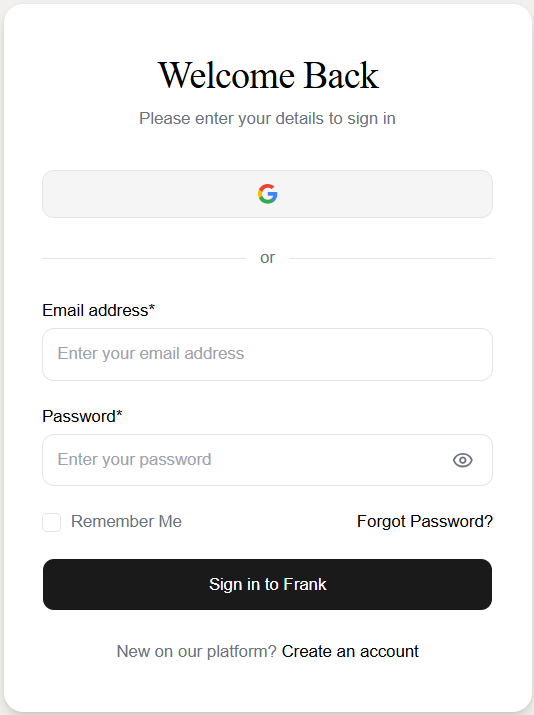 Welcome Back
Please enter your details to sign in
or
Email address*
Enter your email address
Password*
Enter your password
Remember Me
Forgot Password?
Sign in to Frank
New on our platform? Create an account